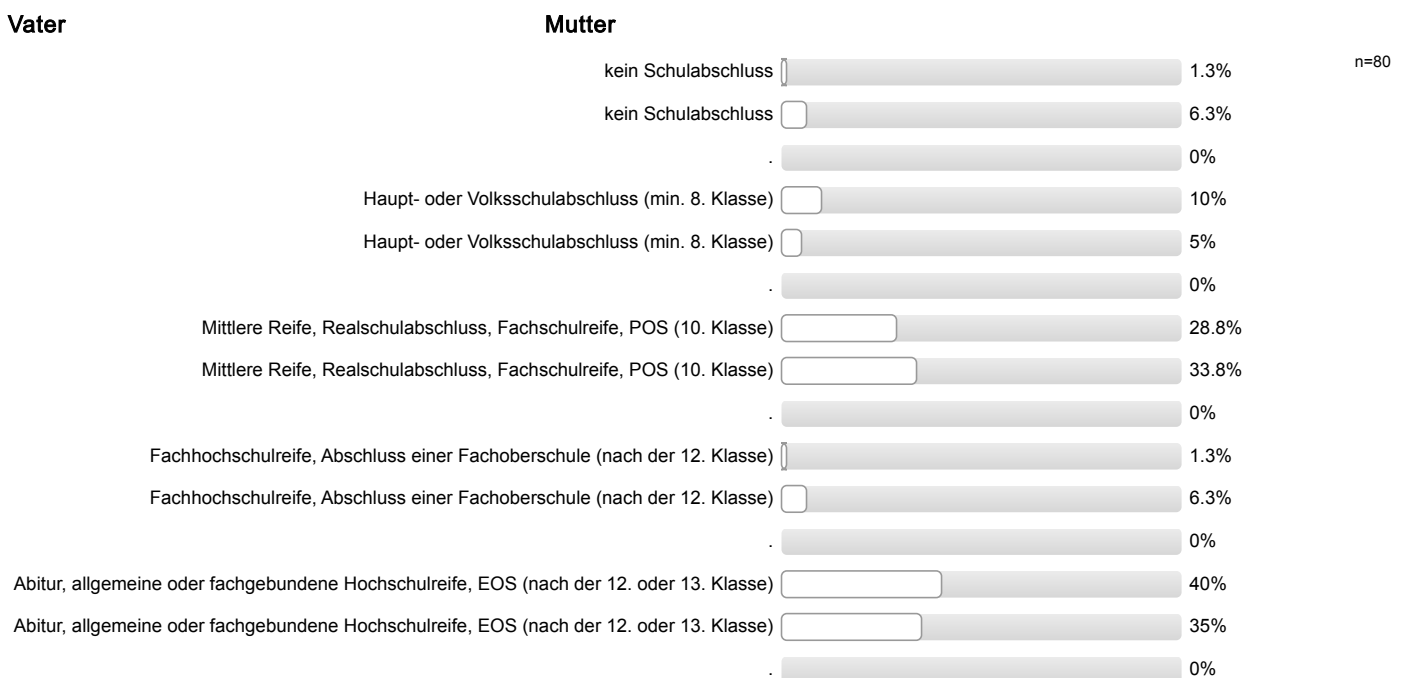 Vater Mutter
n=80
kein Schulabschluss 1.3%
kein Schulabschluss 6.3%
. 0%
Haupt- oder Volksschulabschluss (min. 8. Klasse) 10%
Haupt- oder Volksschulabschluss (min. 8. Klasse) 5%
. 0%
Mittlere Reife, Realschulabschluss, Fachschulreife, POS (10. Klasse) 28.8%
Mittlere Reife, Realschulabschluss, Fachschulreife, POS (10. Klasse) 33.8%
. 0%
Fachhochschulreife, Abschluss einer Fachoberschule (nach der 12. Klasse) 1.3%
Fachhochschulreife, Abschluss einer Fachoberschule (nach der 12. Klasse) 6.3%
. 0%
Abitur, allgemeine oder fachgebundene Hochschulreife, EOS (nach der 12. oder 13. Klasse) 40%
Abitur, allgemeine oder fachgebundene Hochschulreife, EOS (nach der 12. oder 13. Klasse) 35%
. 0%